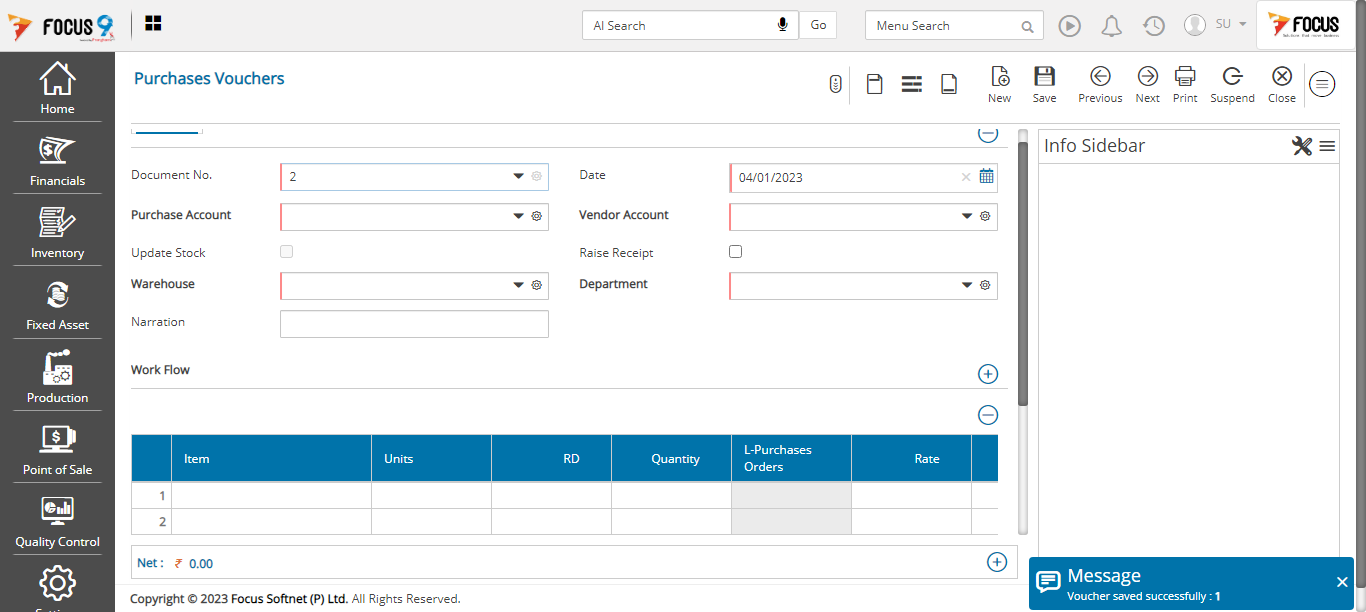 FOCUS 9
AI Search
Go
Menu Search
SU
FOCUS
Home
Financials
Inventory
Fixed Asset
Production
Point of Sale
Quality Control
Purchases Vouchers
New
Save
Previous
Next
Print
Suspend
Close
Document No.
2
Date
04/01/2023
Purchase Account
Vendor Account
Update Stock
Raise Receipt
Warehouse
Department
Narration
Work Flow
Item
Units
RD
Quantity
L-Purchases
Orders
Rate
1
2
Net : ₹ 0.00
Info Sidebar
Message
Voucher saved successfully : 1
Copyright © 2023 Focus Softnet (P) Ltd. All Rights Reserved.